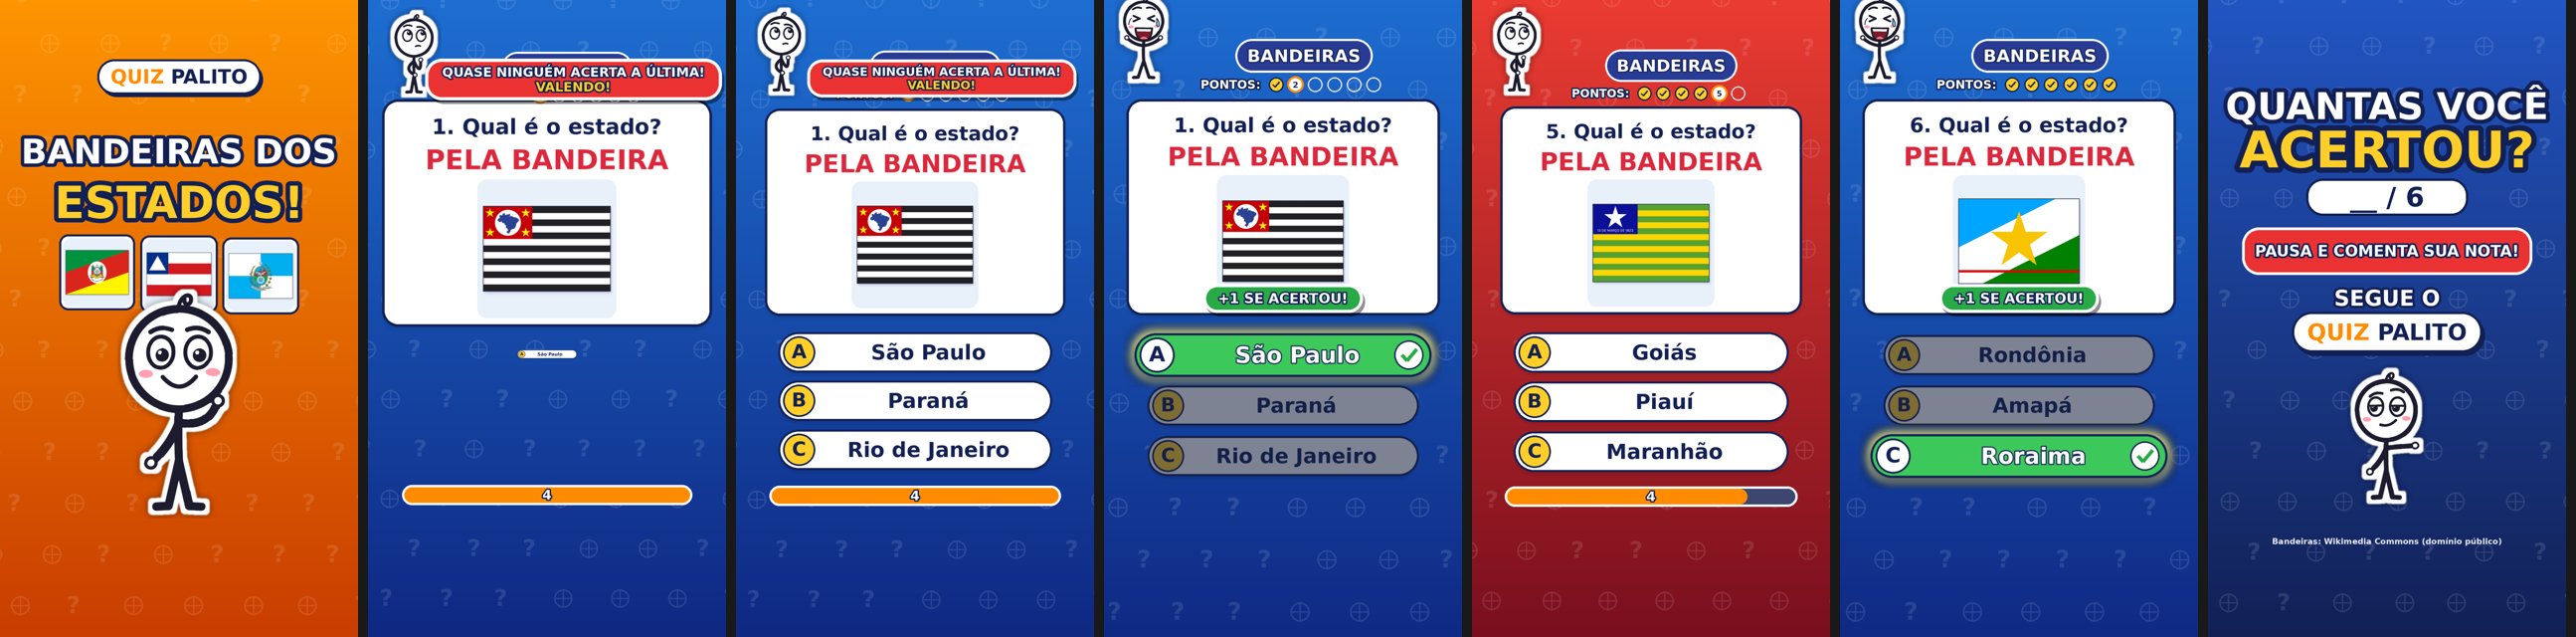 QUIZ PALITO
BANDEIRAS DOS
ESTADOS!
QUASE NINGUÉM ACERTA A ÚLTIMA!
VALENDO!
1. Qual é o estado?
PELA BANDEIRA
A São Paulo
4
QUASE NINGUÉM ACERTA A ÚLTIMA!
VALENDO!
1. Qual é o estado?
PELA BANDEIRA
A São Paulo
B Paraná
C Rio de Janeiro
4
BANDEIRAS
PONTOS: 2
1. Qual é o estado?
PELA BANDEIRA
+1 SE ACERTOU!
A São Paulo
B Paraná
C Rio de Janeiro
BANDEIRAS
PONTOS: 5
5. Qual é o estado?
PELA BANDEIRA
A Goiás
B Piauí
C Maranhão
4
BANDEIRAS
PONTOS:
6. Qual é o estado?
PELA BANDEIRA
+1 SE ACERTOU!
A Rondônia
B Amapá
C Roraima
QUANTAS VOCÊ
ACERTOU?
__ / 6
PAUSA E COMENTA SUA NOTA!
SEGUE O
QUIZ PALITO
Bandeiras: Wikimedia Commons (domínio público)